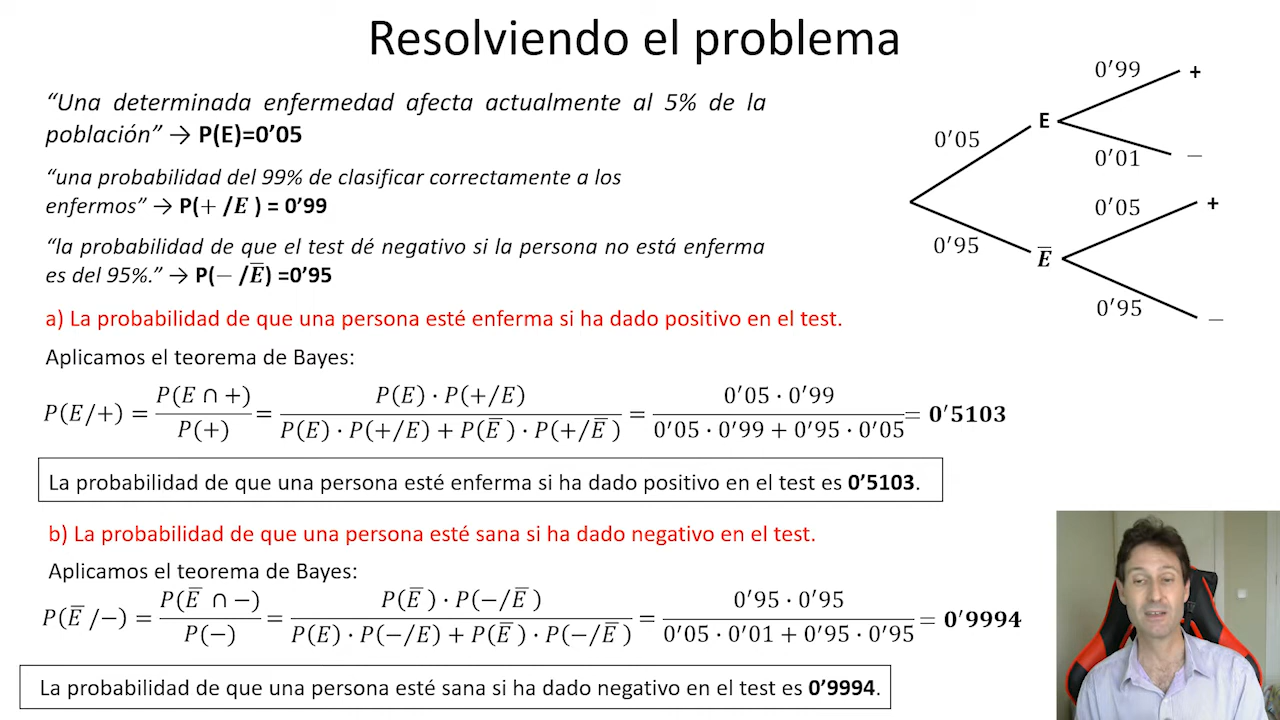 Resolviendo el problema
“Una determinada enfermedad afecta actualmente al 5% de la
población” → P(E)=0’05
“una probabilidad del 99% de clasificar correctamente a los
enfermos” → P(+ /E ) = 0’99
“la probabilidad de que el test dé negativo si la persona no está enferma
es del 95%.” → P(− /E̅) =0’95
0′05
E
0′99
+
0′01
−
0′95
E̅
0′05
+
0′95
−
a) La probabilidad de que una persona esté enferma si ha dado positivo en el test.
Aplicamos el teorema de Bayes:
P(E/+) = P(E ∩ +) / P(+) = P(E) · P(+/E) / P(E) · P(+/E) + P(E̅ ) · P(+/E̅ ) = 0′05 · 0′99 / 0′05 · 0′99 + 0′95 · 0′05 = 0′5103
La probabilidad de que una persona esté enferma si ha dado positivo en el test es 0’5103.
b) La probabilidad de que una persona esté sana si ha dado negativo en el test.
Aplicamos el teorema de Bayes:
P(E̅ /−) = P(E̅ ∩ −) / P(−) = P(E̅ ) · P(−/E̅ ) / P(E) · P(−/E) + P(E̅ ) · P(−/E̅ ) = 0′95 · 0′95 / 0′05 · 0′01 + 0′95 · 0′95 = 0′9994
La probabilidad de que una persona esté sana si ha dado negativo en el test es 0’9994.